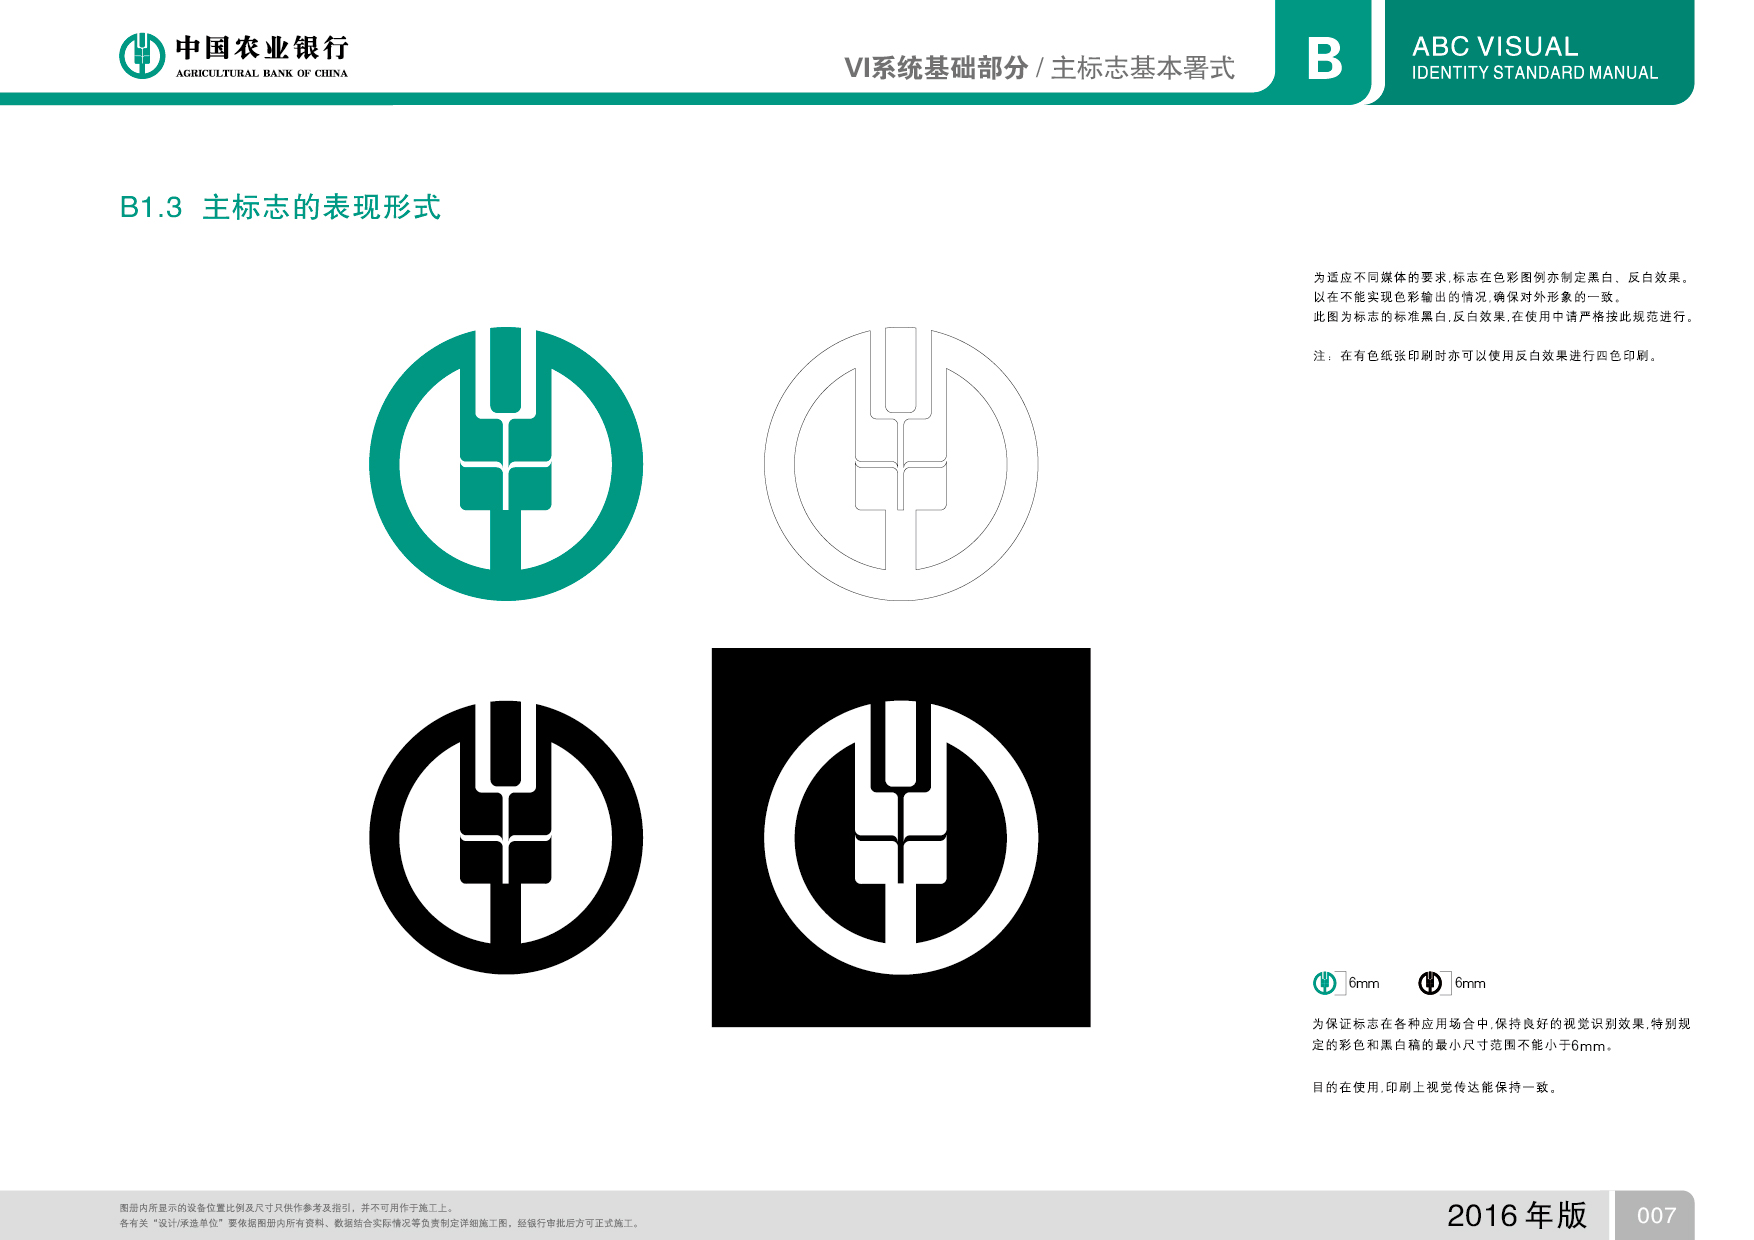 中国农业银行
AGRICULTURAL BANK OF CHINA
VI系统基础部分 / 主标志基本署式
B
ABC VISUAL
IDENTITY STANDARD MANUAL
B1.3 主标志的表现形式
为适应不同媒体的要求,标志在色彩图例亦制定黑白、反白效果。
以在不能实现色彩输出的情况,确保对外形象的一致。
此图为标志的标准黑白,反白效果,在使用中请严格按此规范进行。
注：在有色纸张印刷时亦可以使用反白效果进行四色印刷。
6mm
6mm
为保证标志在各种应用场合中,保持良好的视觉识别效果,特别规
定的彩色和黑白稿的最小尺寸范围不能小于6mm。
目的在使用,印刷上视觉传达能保持一致。
图册内所显示的设备位置比例及尺寸只供作参考及指引，并不可用作于施工上。
各有关“设计/承造单位”要依据图册内所有资料、数据结合实际情况等负责制定详细施工图，经银行审批后方可正式施工。
2016 年版
007